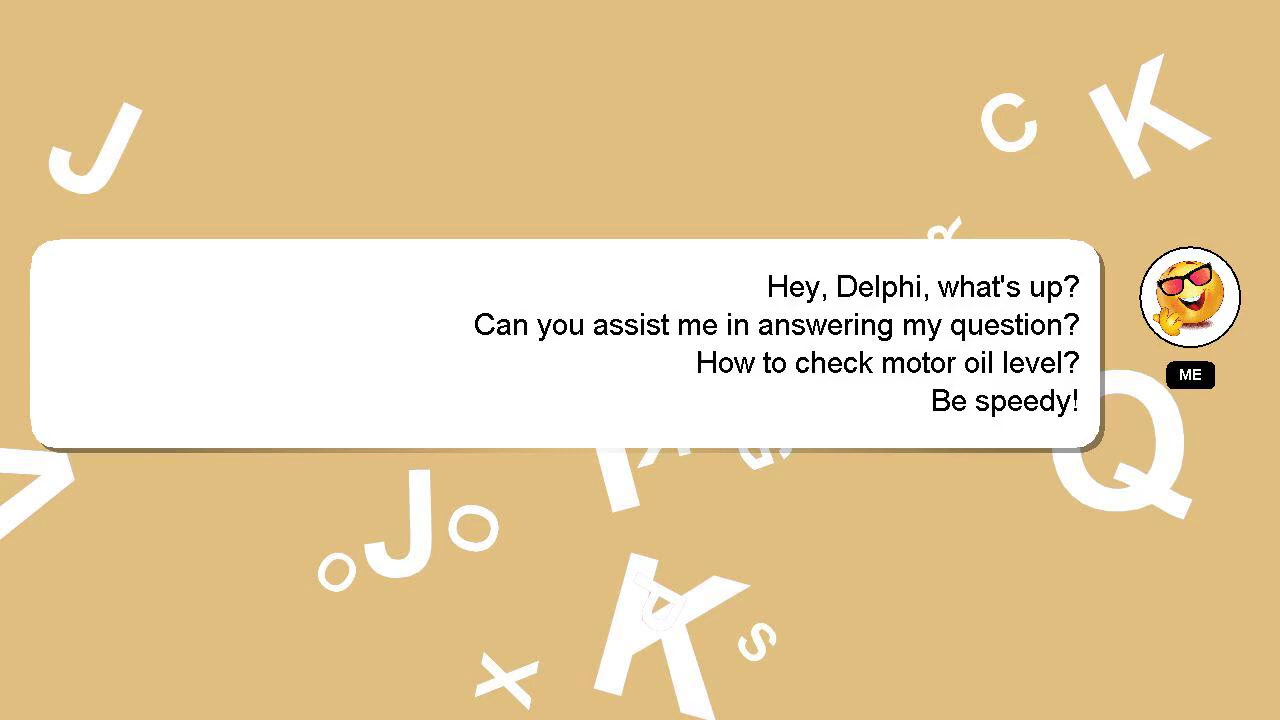 Hey, Delphi, what's up?
Can you assist me in answering my question?
How to check motor oil level?
Be speedy!
ME
J
C
K
R
Q
J
O
O
K
P
S
X